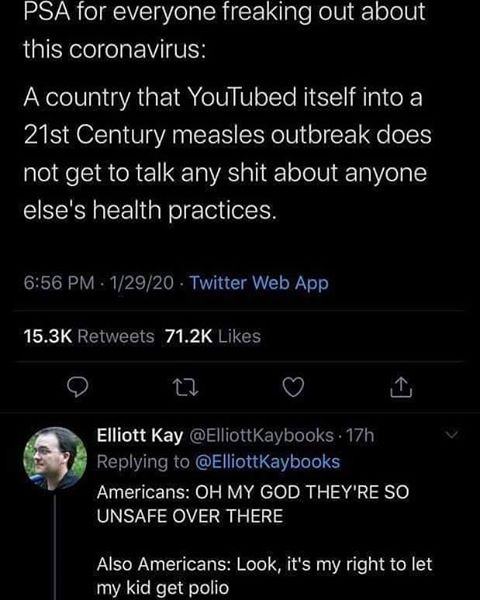 PSA for everyone freaking out about
this coronavirus:
A country that YouTubed itself into a
21st Century measles outbreak does
not get to talk any shit about anyone
else's health practices.
6:56 PM · 1/29/20 · Twitter Web App
15.3K Retweets 71.2K Likes
Elliott Kay @ElliottKaybooks · 17h
Replying to @ElliottKaybooks
Americans: OH MY GOD THEY'RE SO
UNSAFE OVER THERE
Also Americans: Look, it's my right to let
my kid get polio